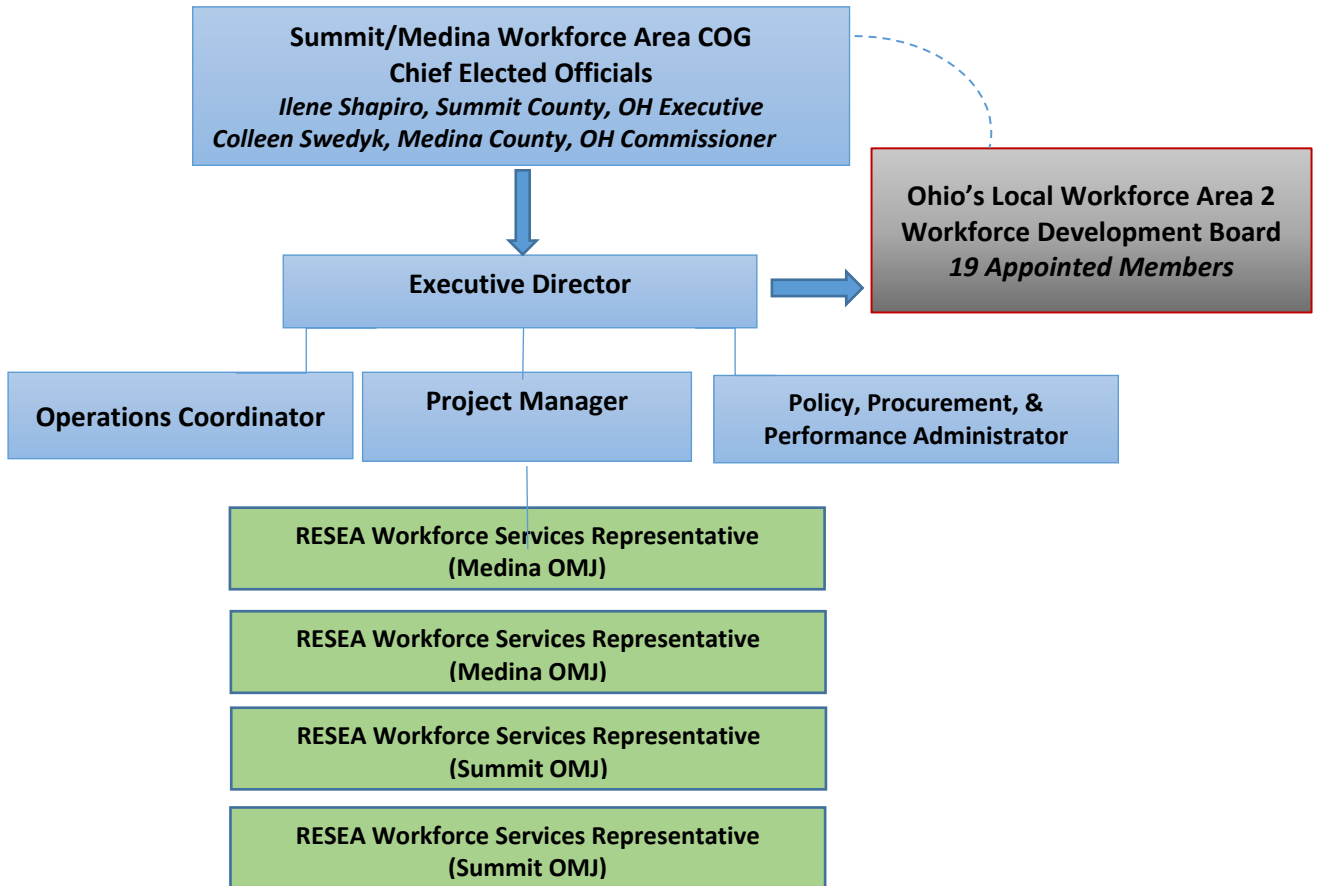 Summit/Medina Workforce Area COG
Chief Elected Officials
Ilene Shapiro, Summit County, OH Executive
Colleen Swedyk, Medina County, OH Commissioner
Ohio’s Local Workforce Area 2
Workforce Development Board
19 Appointed Members
Executive Director
Operations Coordinator
Project Manager
Policy, Procurement, &
Performance Administrator
RESEA Workforce Services Representative
(Medina OMJ)
RESEA Workforce Services Representative
(Medina OMJ)
RESEA Workforce Services Representative
(Summit OMJ)
RESEA Workforce Services Representative
(Summit OMJ)